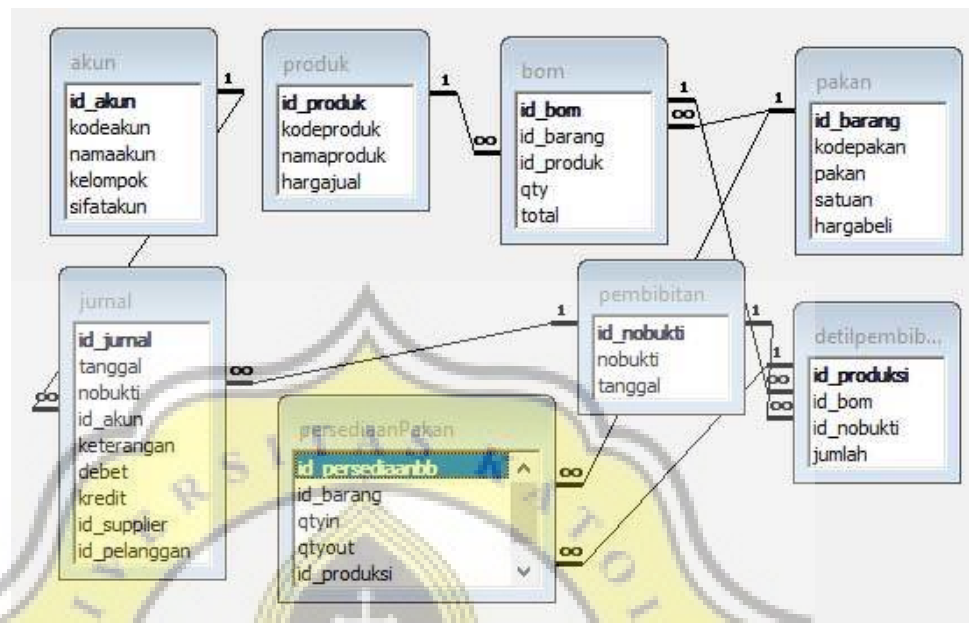 akun
id_akun
kodeakun
namaakun
kelompok
sifatakun
1
produk
id_produk
kodeproduk
namaproduk
hargajual
1
∞
bom
id_bom
id_barang
id_produk
qty
total
1
∞
1
pakan
id_barang
kodepakan
pakan
satuan
hargabeli
jurnal
id_jurnal
tanggal
nobukti
id_akun
keterangan
debet
kredit
id_supplier
id_pelanggan
∞
∞
1
pembibitan
id_nobukti
nobukti
tanggal
1
1
∞
∞
detilpembib...
id_produksi
id_bom
id_nobukti
jumlah
persediaanPakan
id_persediaanbb
id_barang
qtyin
qtyout
id_produksi
∞
∞